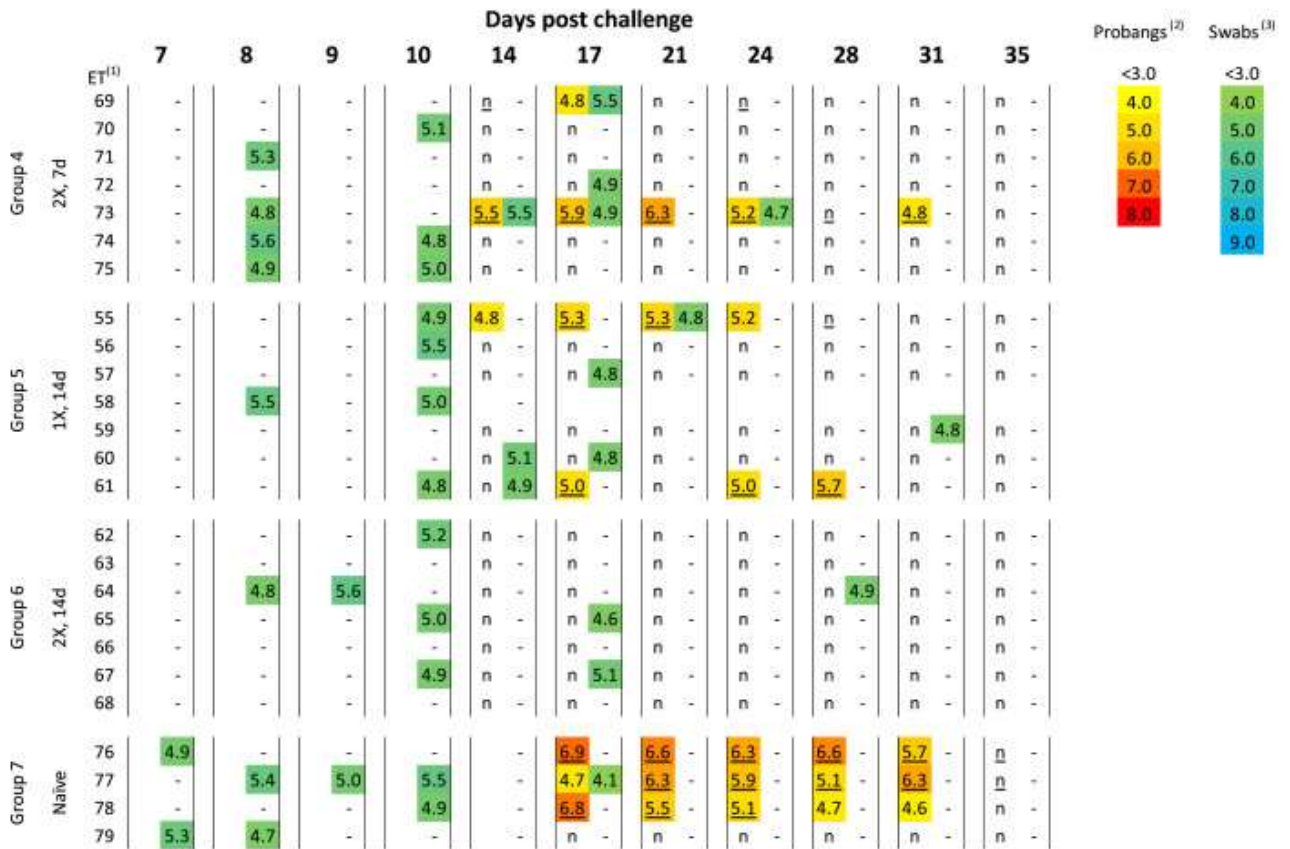 Days post challenge
7 8 9 10 14 17 21 24 28 31 35
ET(1)
Group 4
2X, 7d
69 - - - - n - 4.8 5.5 n - n - n - n - n -
70 - - - 5.1 n - n - n - n - n - n - n -
71 - 5.3 - - n - n - n - n - n - n - n -
72 - - - - n - n 4.9 n - n - n - n - n -
73 - 4.8 - - 5.5 5.5 5.9 4.9 6.3 - 5.2 4.7 n - 4.8 - n -
74 - 5.6 - 4.8 n - n - n - n - n - n - n -
75 - 4.9 - 5.0 n - n - n - n - n - n - n -
Group 5
1X, 14d
55 - - - 4.9 4.8 - 5.3 - 5.3 4.8 5.2 - n - n - n -
56 - - - 5.5 n - n - n - n - n - n - n -
57 - - - - n - n 4.8 n - n - n - n - n -
58 - 5.5 - 5.0 -
59 - - - - n - n - n - n - n - n 4.8 n -
60 - - - - n 5.1 n 4.8 n - n - n - n - n -
61 - - - 4.8 n 4.9 5.0 - n - 5.0 - 5.7 - n - n -
Group 6
2X, 14d
62 - - - 5.2 n - n - n - n - n - n - n -
63 - - - - n - n - n - n - n - n - n -
64 - 4.8 5.6 - n - n - n - n - n 4.9 n - n -
65 - - - 5.0 n - n 4.6 n - n - n - n - n -
66 - - - - n - n - n - n - n - n - n -
67 - - - 4.9 n - n 5.1 n - n - n - n - n -
68 - - - - n - n - n - n - n - n - n -
Group 7
Naïve
76 4.9 - - - - 6.9 - 6.6 - 6.3 - 6.6 - 5.7 - n -
77 - 5.4 5.0 5.5 - 4.7 4.1 6.3 - 5.9 - 5.1 - 6.3 - n -
78 - - - 4.9 - 6.8 - 5.5 - 5.1 - 4.7 - 4.6 - n -
79 5.3 4.7 - - - n - n - n - n - n - n -
Probangs(2) Swabs(3)
<3.0 <3.0
4.0 4.0
5.0 5.0
6.0 6.0
7.0 7.0
8.0 8.0
9.0